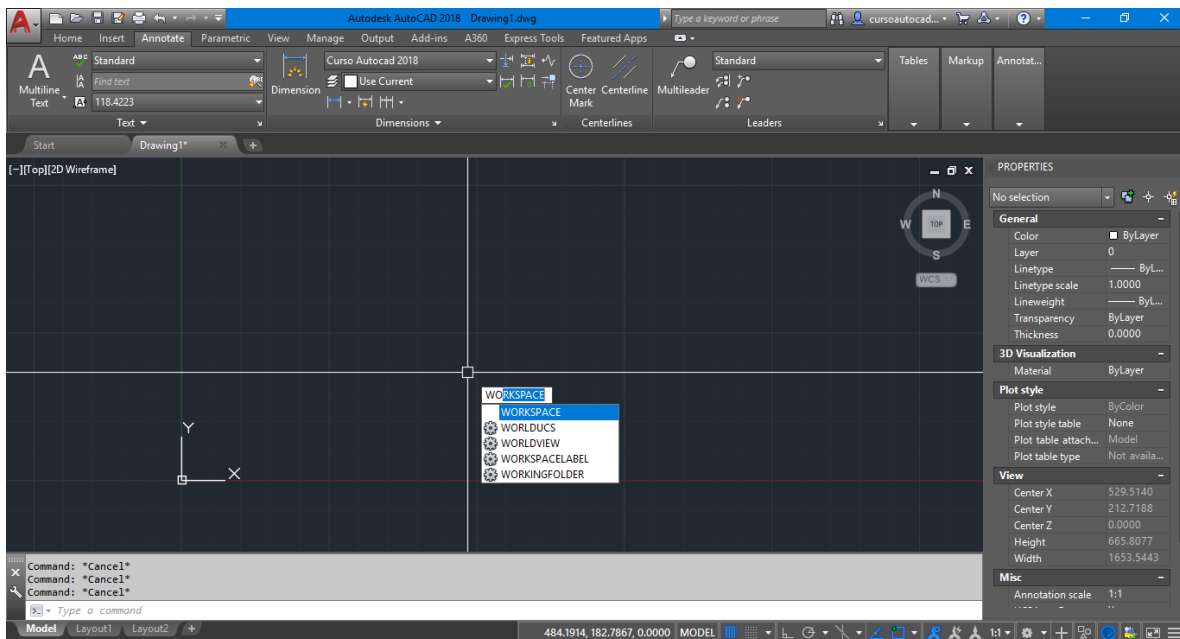 Autodesk AutoCAD 2018 Drawing1.dwg Type a keyword or phrase cursoautocad...
Home Insert Annotate Parametric View Manage Output Add-ins A360 Express Tools Featured Apps
A
Multiline
Text
ABC Standard
Find text
118.4223
Text
Dimension
Curso Autocad 2018
Use Current
Dimensions
Center
Mark
Centerline
Centerlines
Multileader
Standard
Leaders
Tables
Markup
Annotat...
Start Drawing1*
[−][Top][2D Wireframe]
N
W TOP E
S
WCS
WORKSPACE
WORKSPACE
WORLDUCS
WORLDVIEW
WORKSPACELABEL
WORKINGFOLDER
Y
X
PROPERTIES
No selection
General
Color ByLayer
Layer 0
Linetype ByL...
Linetype scale 1.0000
Lineweight ByL...
Transparency ByLayer
Thickness 0.0000
3D Visualization
Material ByLayer
Plot style
Plot style ByColor
Plot style table None
Plot table attach... Model
Plot table type Not availa...
View
Center X 529.5140
Center Y 212.7188
Center Z 0.0000
Height 665.8077
Width 1653.5443
Misc
Annotation scale 1:1
Command: *Cancel*
Command: *Cancel*
Command: *Cancel*
Type a command
Model Layout1 Layout2 +
484.1914, 182.7867, 0.0000 MODEL 1:1